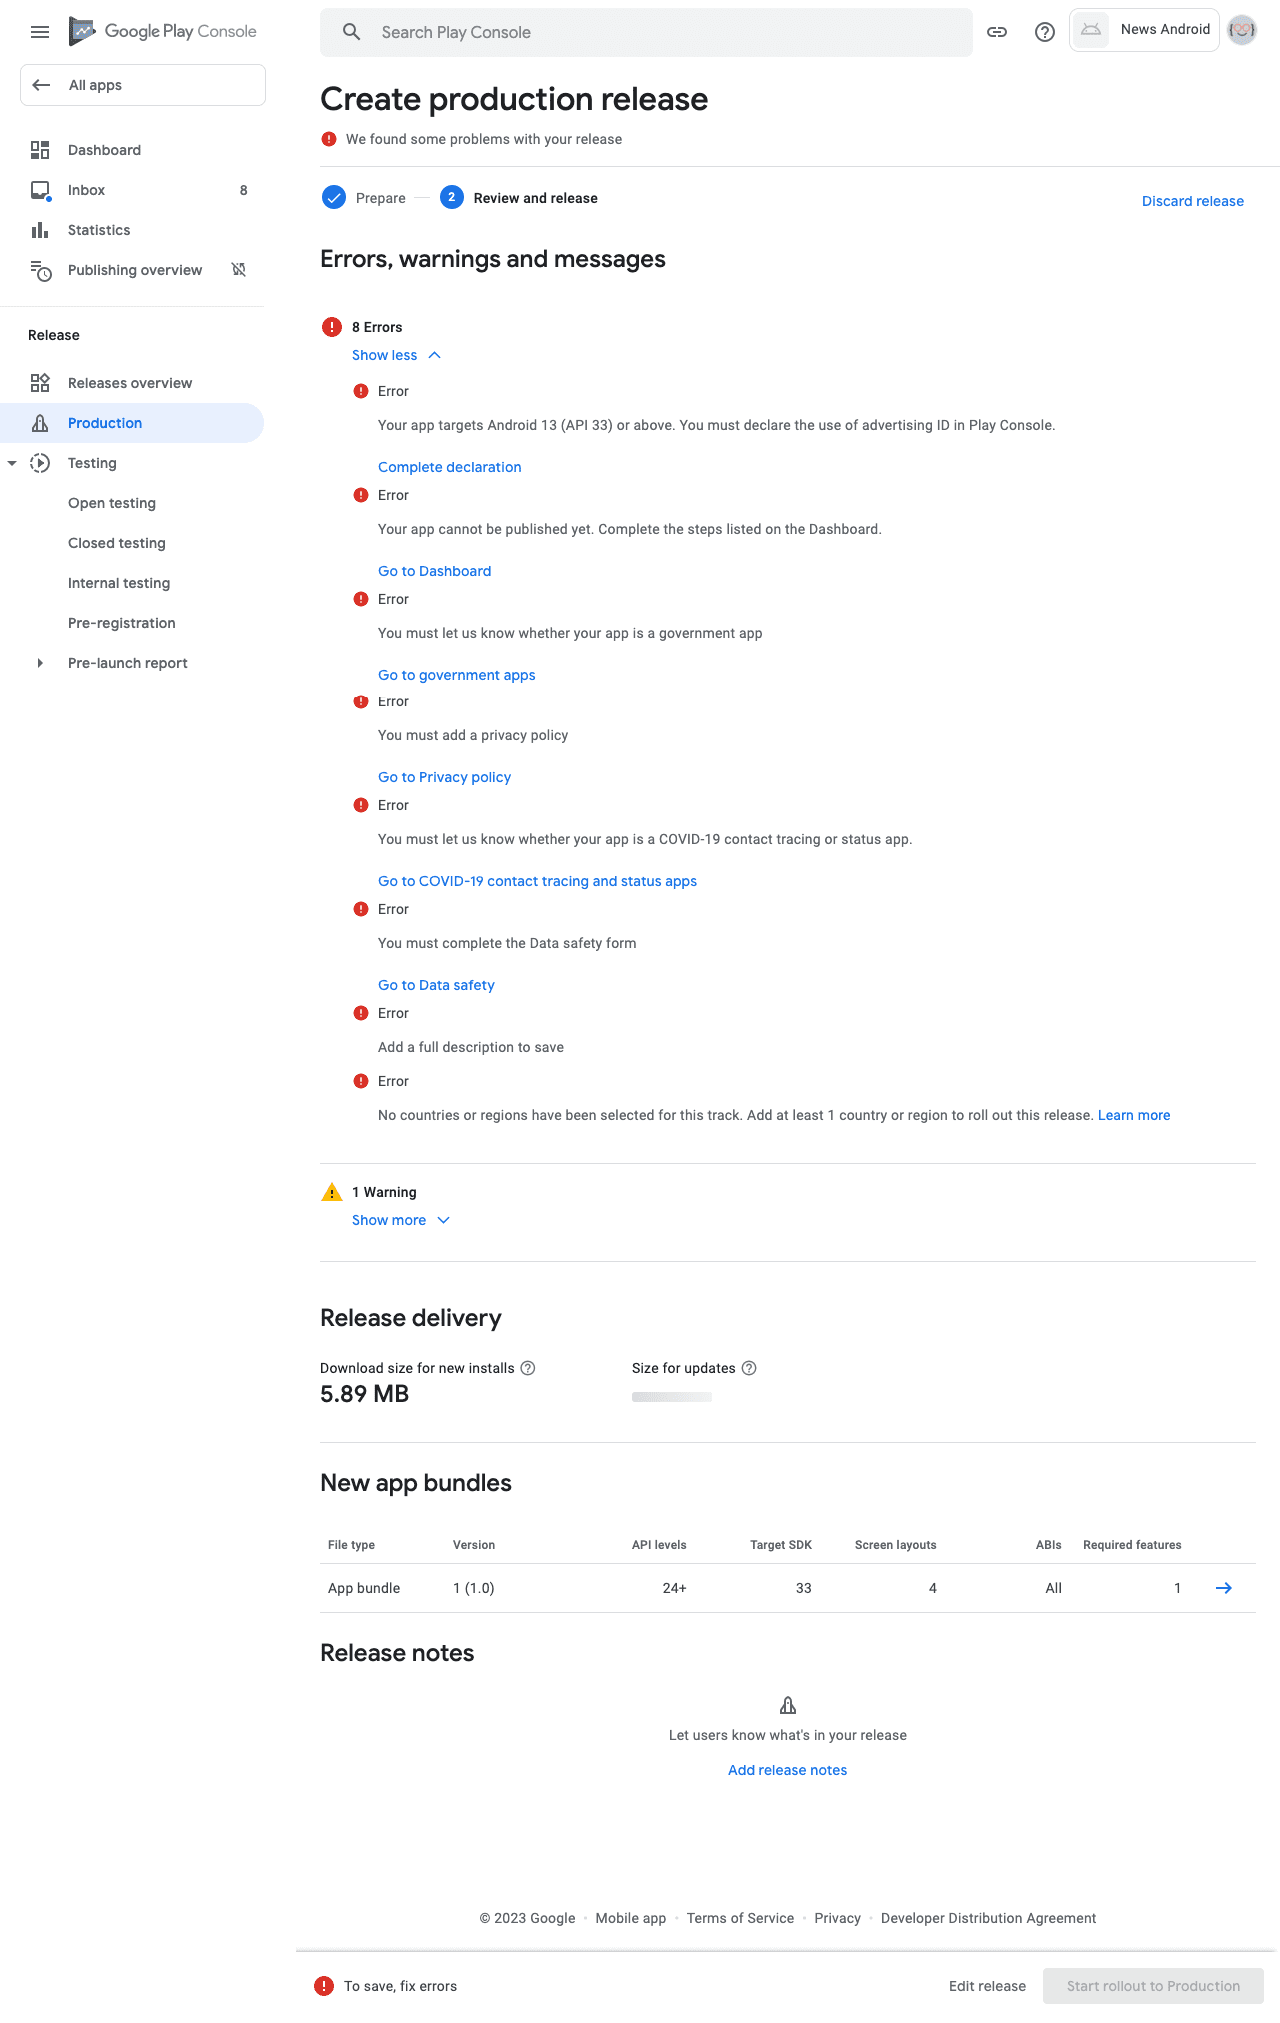 Google Play Console
Search Play Console
News Android
All apps
Dashboard
Inbox 8
Statistics
Publishing overview
Release
Releases overview
Production
Testing
Open testing
Closed testing
Internal testing
Pre-registration
Pre-launch report
Create production release
We found some problems with your release
Prepare 2 Review and release
Discard release
Errors, warnings and messages
8 Errors
Show less
Error
Your app targets Android 13 (API 33) or above. You must declare the use of advertising ID in Play Console.
Complete declaration
Error
Your app cannot be published yet. Complete the steps listed on the Dashboard.
Go to Dashboard
Error
You must let us know whether your app is a government app
Go to government apps
Error
You must add a privacy policy
Go to Privacy policy
Error
You must let us know whether your app is a COVID-19 contact tracing or status app.
Go to COVID-19 contact tracing and status apps
Error
You must complete the Data safety form
Go to Data safety
Error
Add a full description to save
Error
No countries or regions have been selected for this track. Add at least 1 country or region to roll out this release. Learn more
1 Warning
Show more
Release delivery
Download size for new installs Size for updates
5.89 MB
New app bundles
File type Version API levels Target SDK Screen layouts ABIs Required features
App bundle 1 (1.0) 24+ 33 4 All 1
Release notes
Let users know what's in your release
Add release notes
© 2023 Google · Mobile app · Terms of Service · Privacy · Developer Distribution Agreement
To save, fix errors
Edit release Start rollout to Production